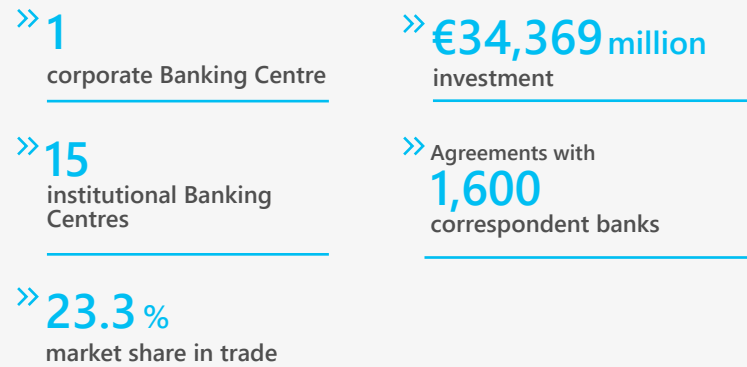 1
corporate Banking Centre
15
institutional Banking
Centres
23.3 %
market share in trade
€34,369 million
investment
Agreements with
1,600
correspondent banks